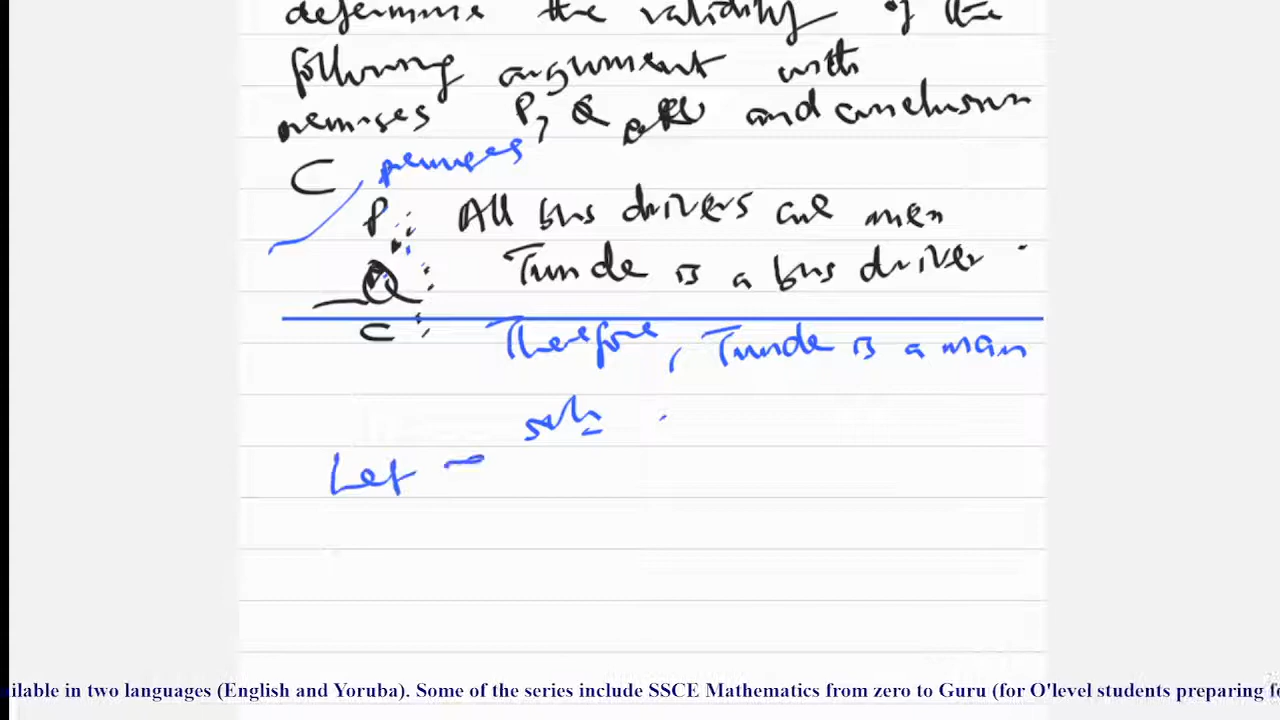 determine the validity of the
following argument with
premises P, Q and conclusion
C premises
P: All bus drivers are men
Q: Tunde is a bus driver.
C: Therefore, Tunde is a man
soln
Let
ailable in two languages (English and Yoruba). Some of the series include SSCE Mathematics from zero to Guru (for O'level students preparing fo